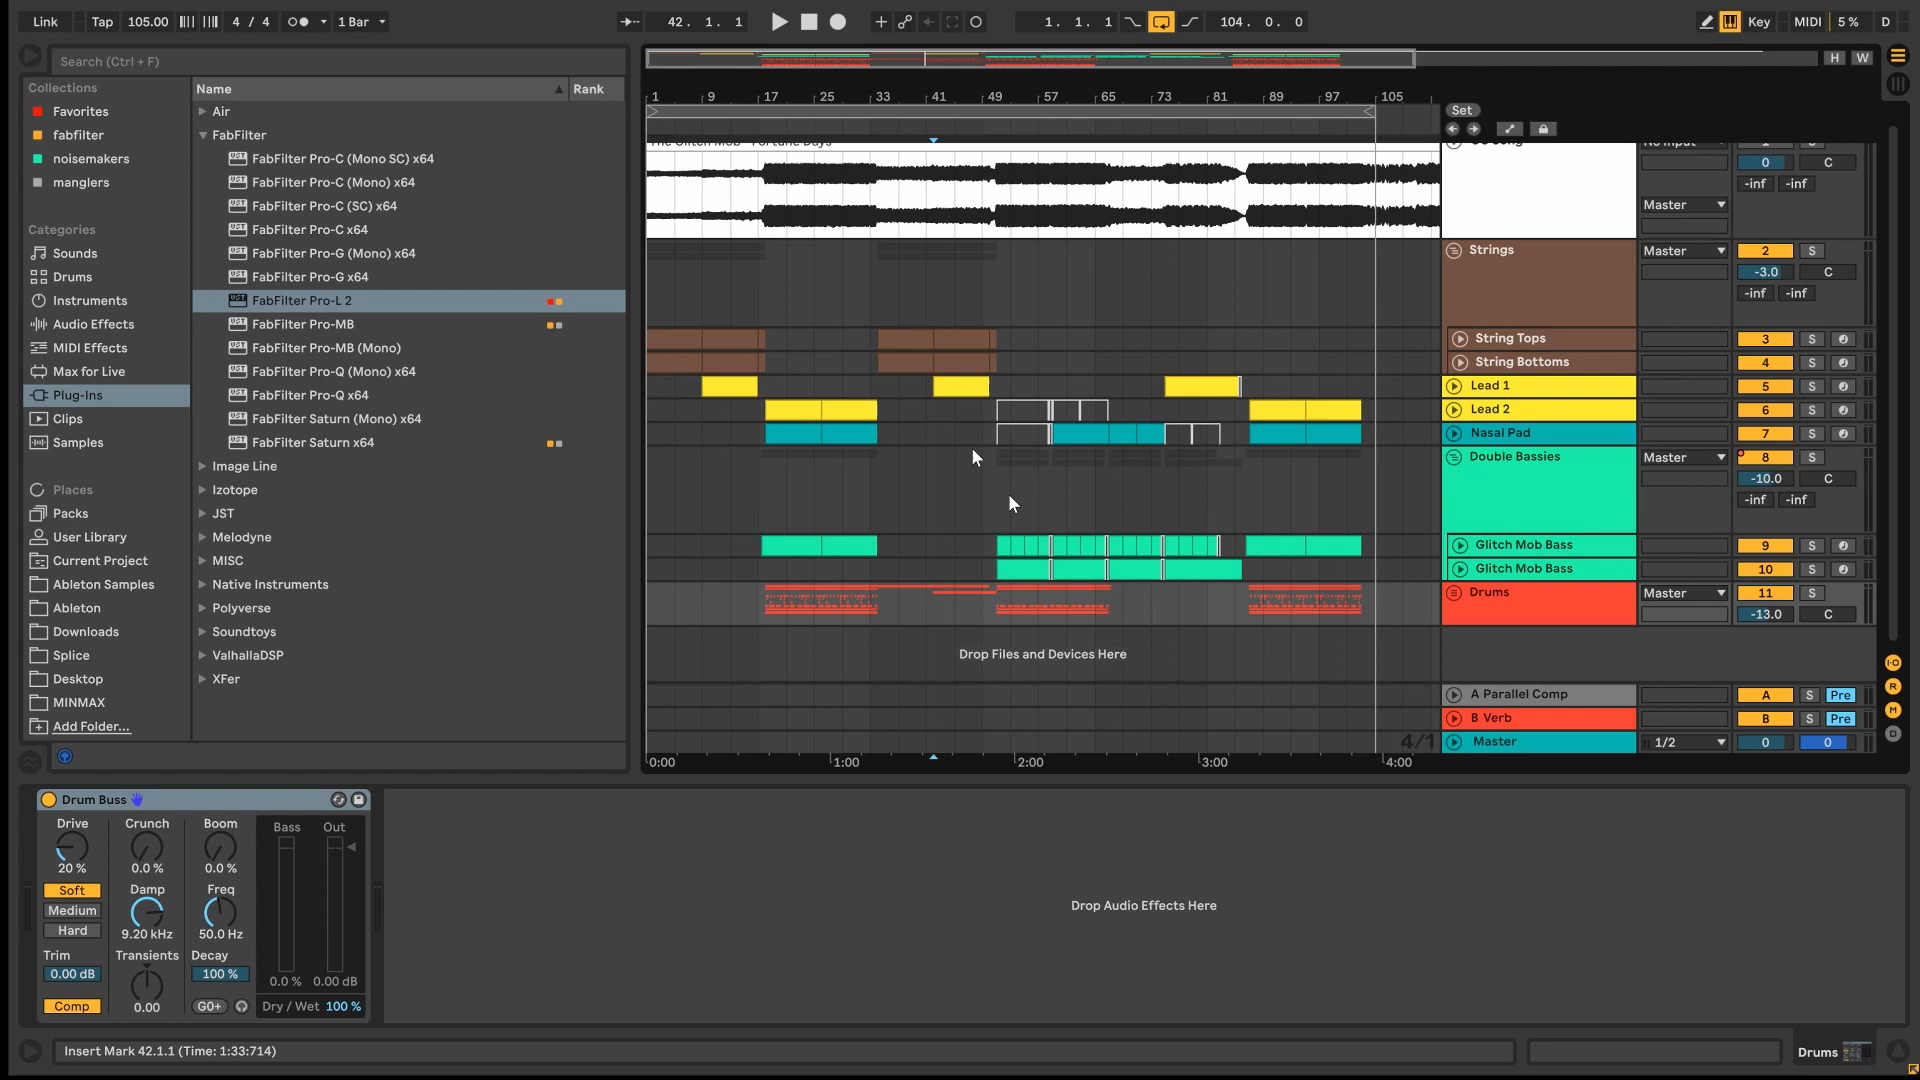 Link Tap 105.00 4 / 4 1 Bar 42. 1. 1 1. 1. 1 104. 0. 0 Key MIDI 5 % D
Search (Ctrl + F)
H W
Collections
Favorites
fabfilter
noisemakers
manglers
Categories
Sounds
Drums
Instruments
Audio Effects
MIDI Effects
Max for Live
Plug-Ins
Clips
Samples
Places
Packs
User Library
Current Project
Ableton Samples
Ableton
Downloads
Splice
Desktop
MINMAX
Add Folder...
Name Rank
Air
FabFilter
FabFilter Pro-C (Mono SC) x64
FabFilter Pro-C (Mono) x64
FabFilter Pro-C (SC) x64
FabFilter Pro-C x64
FabFilter Pro-G (Mono) x64
FabFilter Pro-G x64
FabFilter Pro-L 2
FabFilter Pro-MB
FabFilter Pro-MB (Mono)
FabFilter Pro-Q (Mono) x64
FabFilter Pro-Q x64
FabFilter Saturn (Mono) x64
FabFilter Saturn x64
Image Line
Izotope
JST
Melodyne
MISC
Native Instruments
Polyverse
Soundtoys
ValhallaDSP
XFer
1 9 17 25 33 41 49 57 65 73 81 89 97 105
Set
The Glitch Mob - Fortune Days
0 C
-inf -inf
Master
Strings Master 2 S
-3.0 C
-inf -inf
String Tops 3 S
String Bottoms 4 S
Lead 1 5 S
Lead 2 6 S
Nasal Pad 7 S
Double Bassies Master 8 S
-10.0 C
-inf -inf
Glitch Mob Bass 9 S
Glitch Mob Bass 10 S
Drums Master 11 S
-13.0 C
Drop Files and Devices Here
A Parallel Comp A S Pre
B Verb B S Pre
Master 1/2 0 0
4/1
0:00 1:00 2:00 3:00 4:00
I·O
R
M
D
Drum Buss
Drive Crunch Boom Bass Out
20 % 0.0 % 0.0 %
Soft Damp Freq
Medium
Hard 9.20 kHz 50.0 Hz
Trim Transients Decay
0.00 dB 100 % 0.0 % 0.00 dB
Comp 0.00 G0+ Dry / Wet 100 %
Drop Audio Effects Here
Insert Mark 42.1.1 (Time: 1:33:714)
Drums